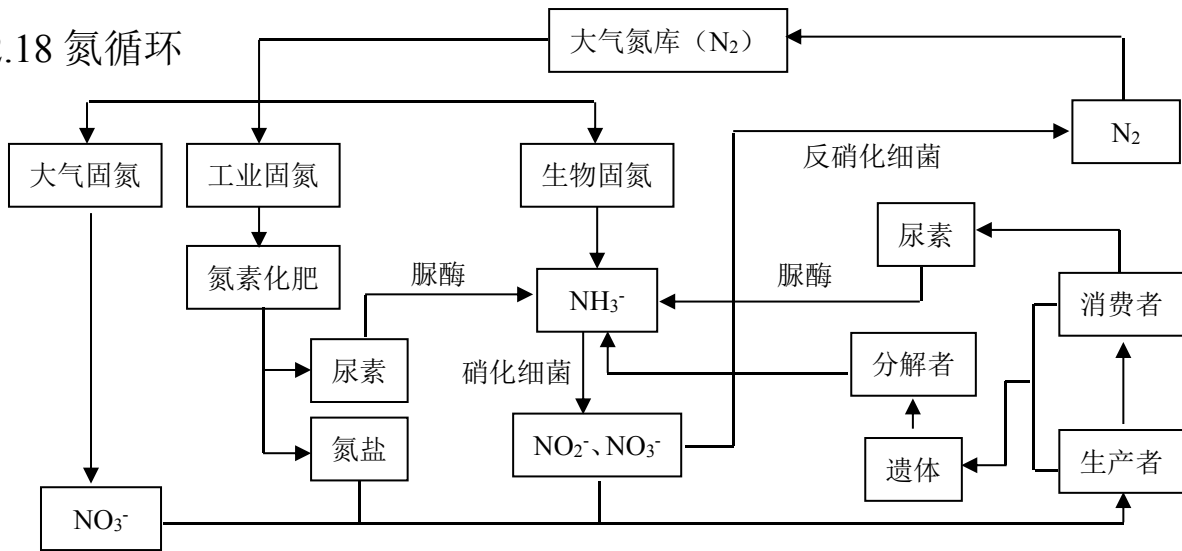 .18 氮循环
大气氮库（N₂）
N₂
反硝化细菌
大气固氮
工业固氮
生物固氮
尿素
氮素化肥
脲酶
脲酶
NH₃⁻
消费者
尿素
硝化细菌
分解者
氮盐
NO₂⁻、NO₃⁻
遗体
生产者
NO₃⁻